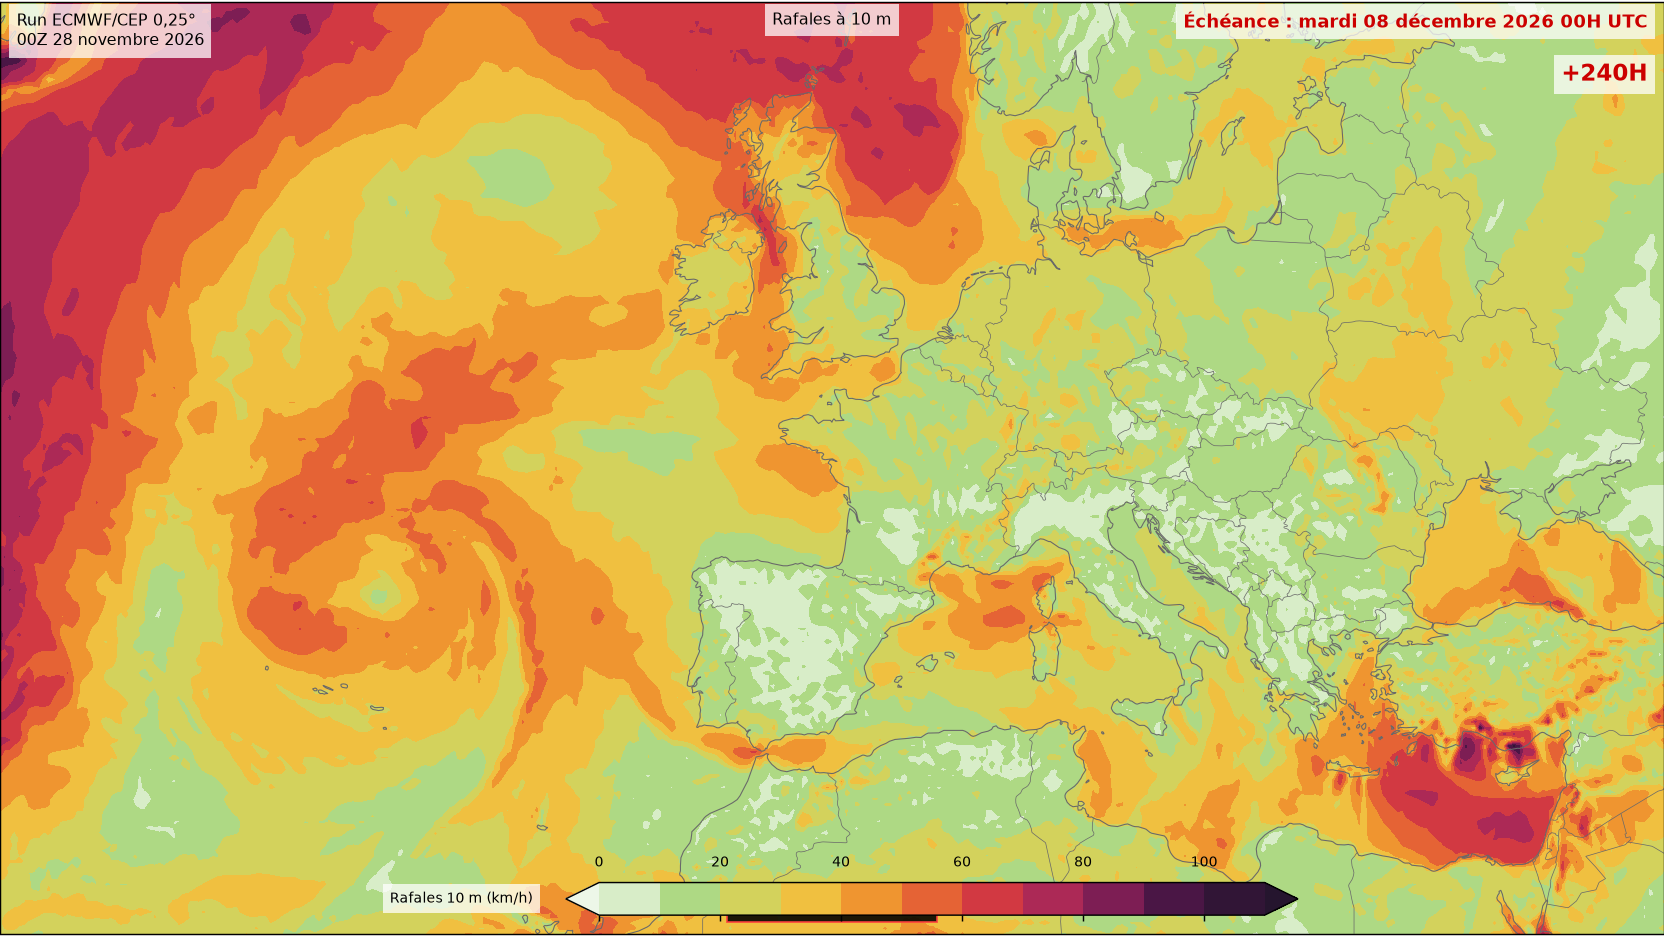 Run ECMWF/CEP 0,25°
00Z 28 novembre 2026
Rafales à 10 m
Échéance : mardi 08 décembre 2026 00H UTC
+240H
0 20 40 60 80 100
Rafales 10 m (km/h)